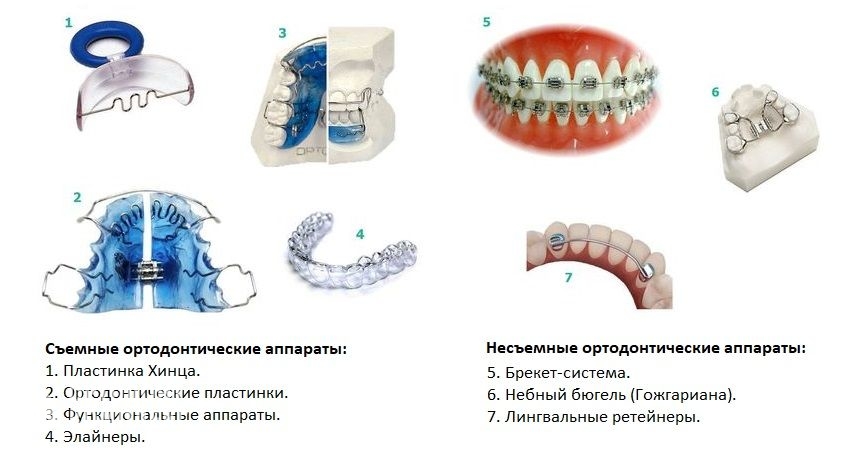 1
3
5
6
2
4
7
Съемные ортодонтические аппараты:
1. Пластинка Хинца.
2. Ортодонтические пластинки.
3. Функциональные аппараты.
4. Элайнеры.
Несъемные ортодонтические аппараты:
5. Брекет-система.
6. Небный бюгель (Гожгариана).
7. Лингвальные ретейнеры.